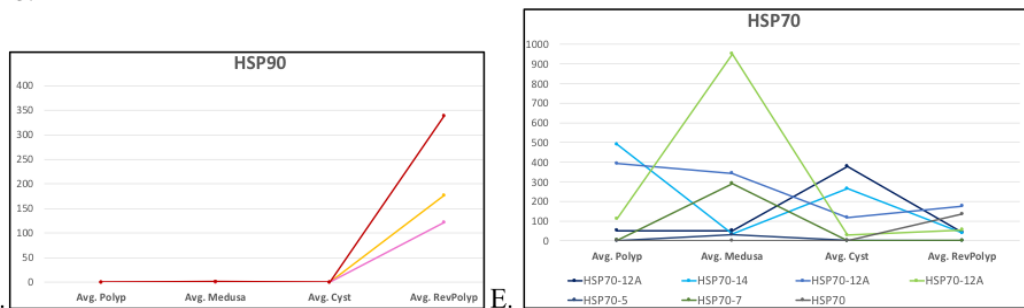 HSP90
400
350
300
250
200
150
100
50
0
Avg. Polyp Avg. Medusa Avg. Cyst Avg. RevPolyp
E.
HSP70
1000
900
800
700
600
500
400
300
200
100
0
Avg. Polyp Avg. Medusa Avg. Cyst Avg. RevPolyp
HSP70-12A HSP70-14 HSP70-12A HSP70-12A
HSP70-5 HSP70-7 HSP70